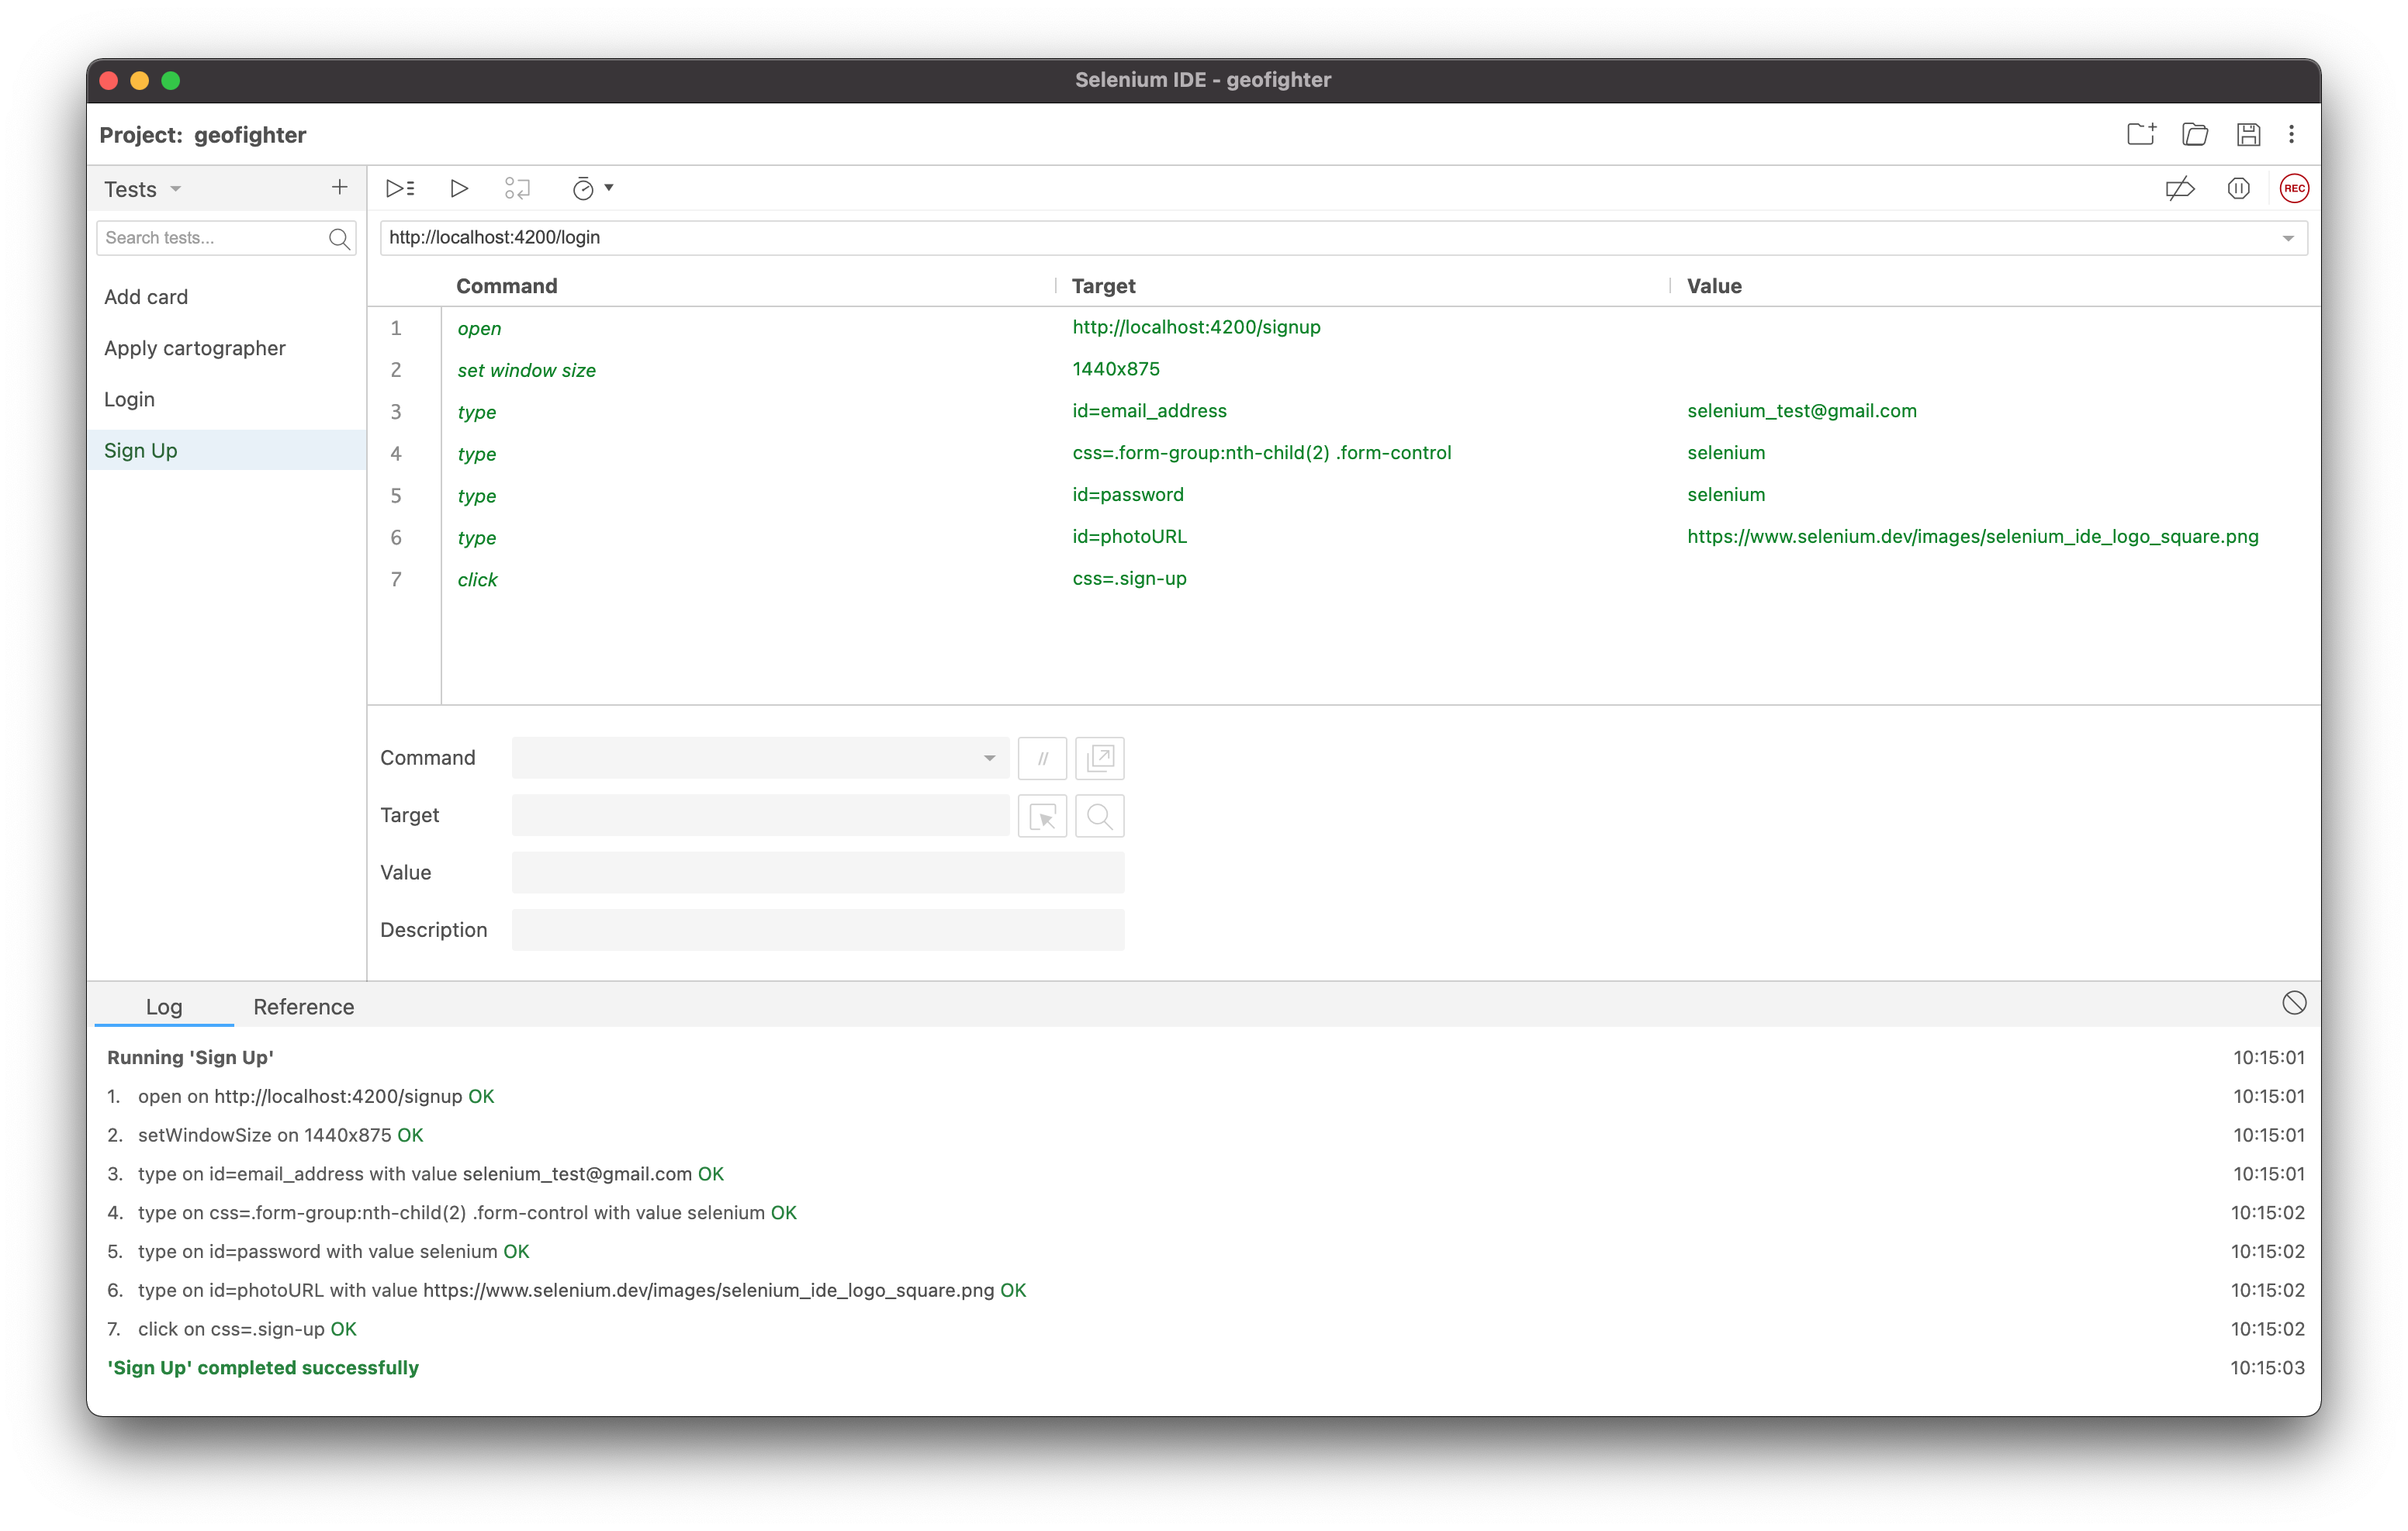 Selenium IDE - geofighter
Project: geofighter
Tests
Search tests...
Add card
Apply cartographer
Login
Sign Up
REC
http://localhost:4200/login
Command Target Value
1 open http://localhost:4200/signup
2 set window size 1440x875
3 type id=email_address selenium_test@gmail.com
4 type css=.form-group:nth-child(2) .form-control selenium
5 type id=password selenium
6 type id=photoURL https://www.selenium.dev/images/selenium_ide_logo_square.png
7 click css=.sign-up
Command //
Target
Value
Description
Log Reference
Running 'Sign Up' 10:15:01
1. open on http://localhost:4200/signup OK 10:15:01
2. setWindowSize on 1440x875 OK 10:15:01
3. type on id=email_address with value selenium_test@gmail.com OK 10:15:01
4. type on css=.form-group:nth-child(2) .form-control with value selenium OK 10:15:02
5. type on id=password with value selenium OK 10:15:02
6. type on id=photoURL with value https://www.selenium.dev/images/selenium_ide_logo_square.png OK 10:15:02
7. click on css=.sign-up OK 10:15:02
'Sign Up' completed successfully 10:15:03